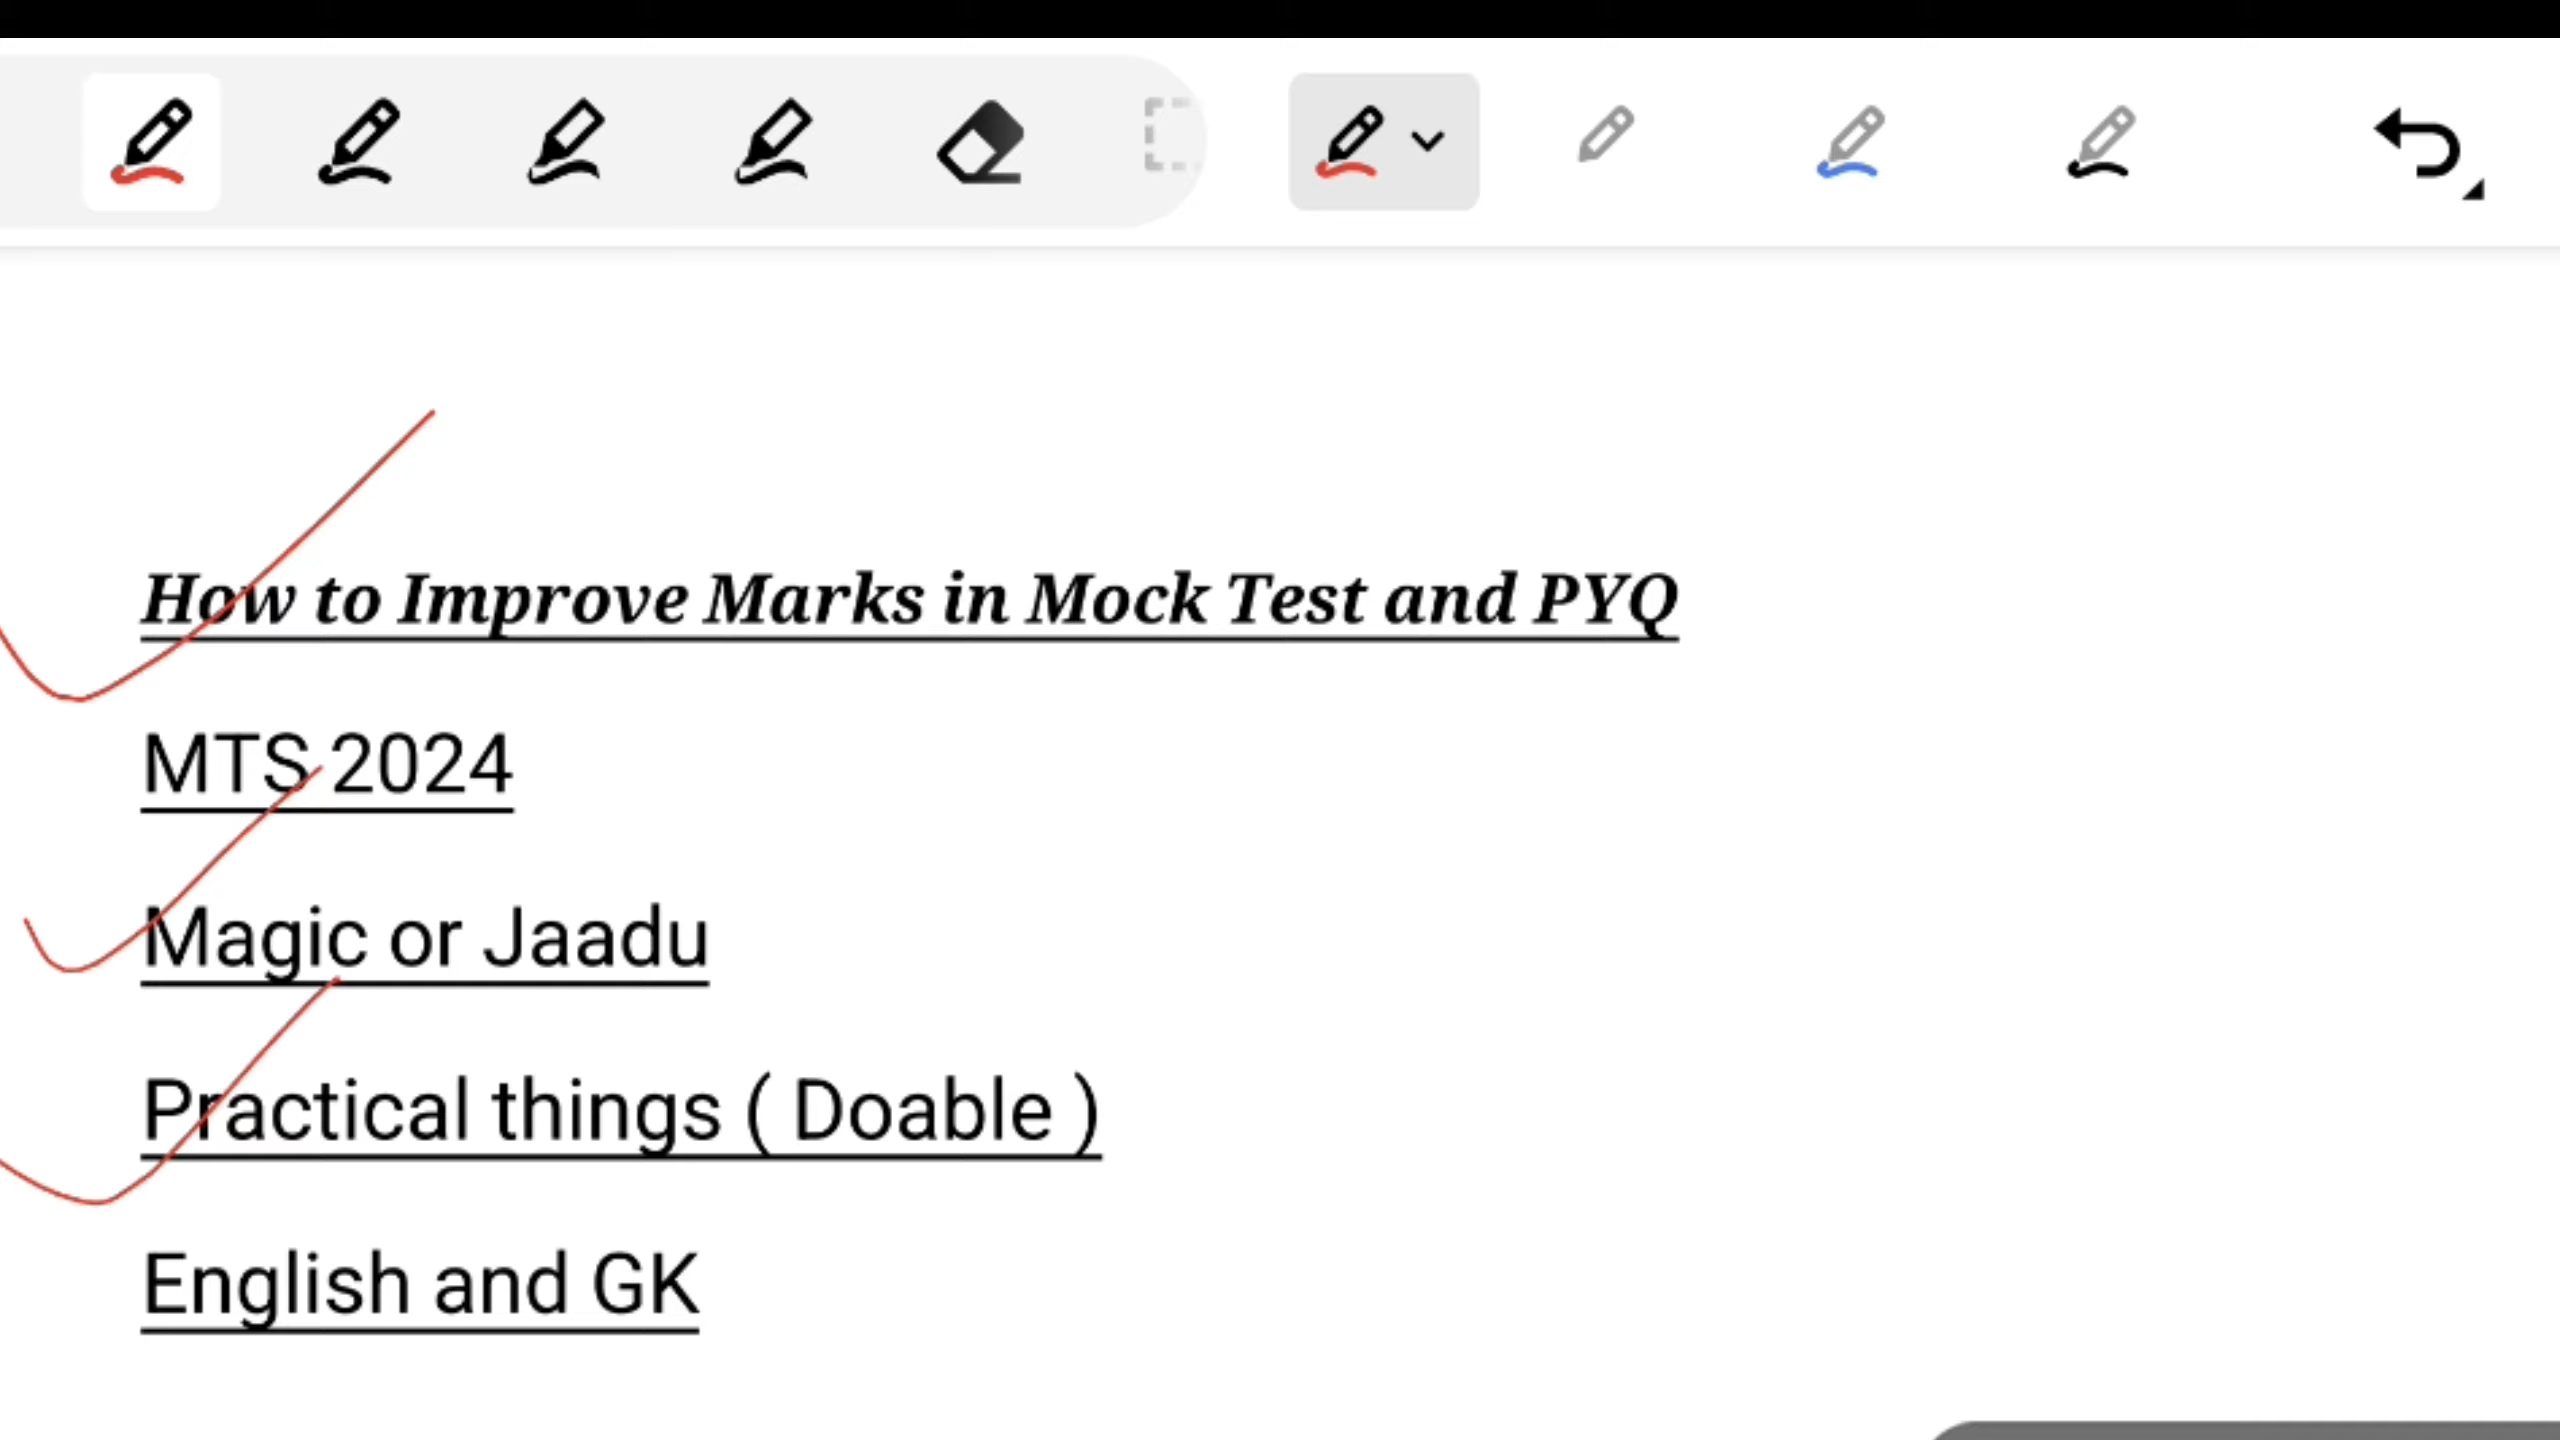 How to Improve Marks in Mock Test and PYQ
MTS 2024
Magic or Jaadu
Practical things ( Doable )
English and GK